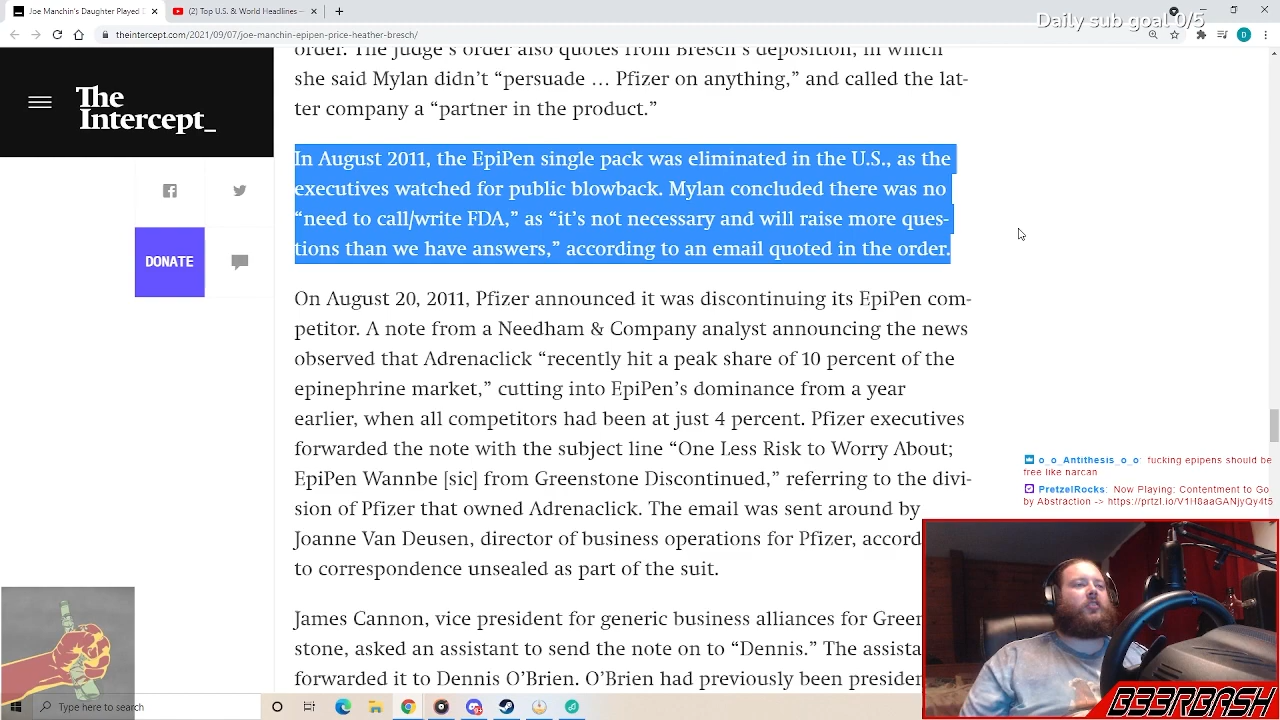 Joe Manchin's Daughter Played D
(2) Top U.S. & World Headlines –
Daily sub goal 0/5
theintercept.com/2021/09/07/joe-manchin-epipen-price-heather-bresch/
D
The
Intercept_
DONATE
order. The judge's order also quotes from Bresch's deposition, in which
she said Mylan didn't “persuade … Pfizer on anything,” and called the lat-
ter company a “partner in the product.”
In August 2011, the EpiPen single pack was eliminated in the U.S., as the
executives watched for public blowback. Mylan concluded there was no
“need to call/write FDA,” as “it's not necessary and will raise more ques-
tions than we have answers,” according to an email quoted in the order.
On August 20, 2011, Pfizer announced it was discontinuing its EpiPen com-
petitor. A note from a Needham & Company analyst announcing the news
observed that Adrenaclick “recently hit a peak share of 10 percent of the
epinephrine market,” cutting into EpiPen's dominance from a year
earlier, when all competitors had been at just 4 percent. Pfizer executives
forwarded the note with the subject line “One Less Risk to Worry About;
EpiPen Wannbe [sic] from Greenstone Discontinued,” referring to the divi-
sion of Pfizer that owned Adrenaclick. The email was sent around by
Joanne Van Deusen, director of business operations for Pfizer, accord
to correspondence unsealed as part of the suit.
James Cannon, vice president for generic business alliances for Green
stone, asked an assistant to send the note on to “Dennis.” The assista
forwarded it to Dennis O'Brien. O'Brien had previously been presiden
o_o_Antithesis_o_o: fucking epipens should be
free like narcan
PretzelRocks: Now Playing: Contentment to Go
by Abstraction -> https://prtzl.io/V1H8aaGANjyQy4t5
B33RBASH
Type here to search